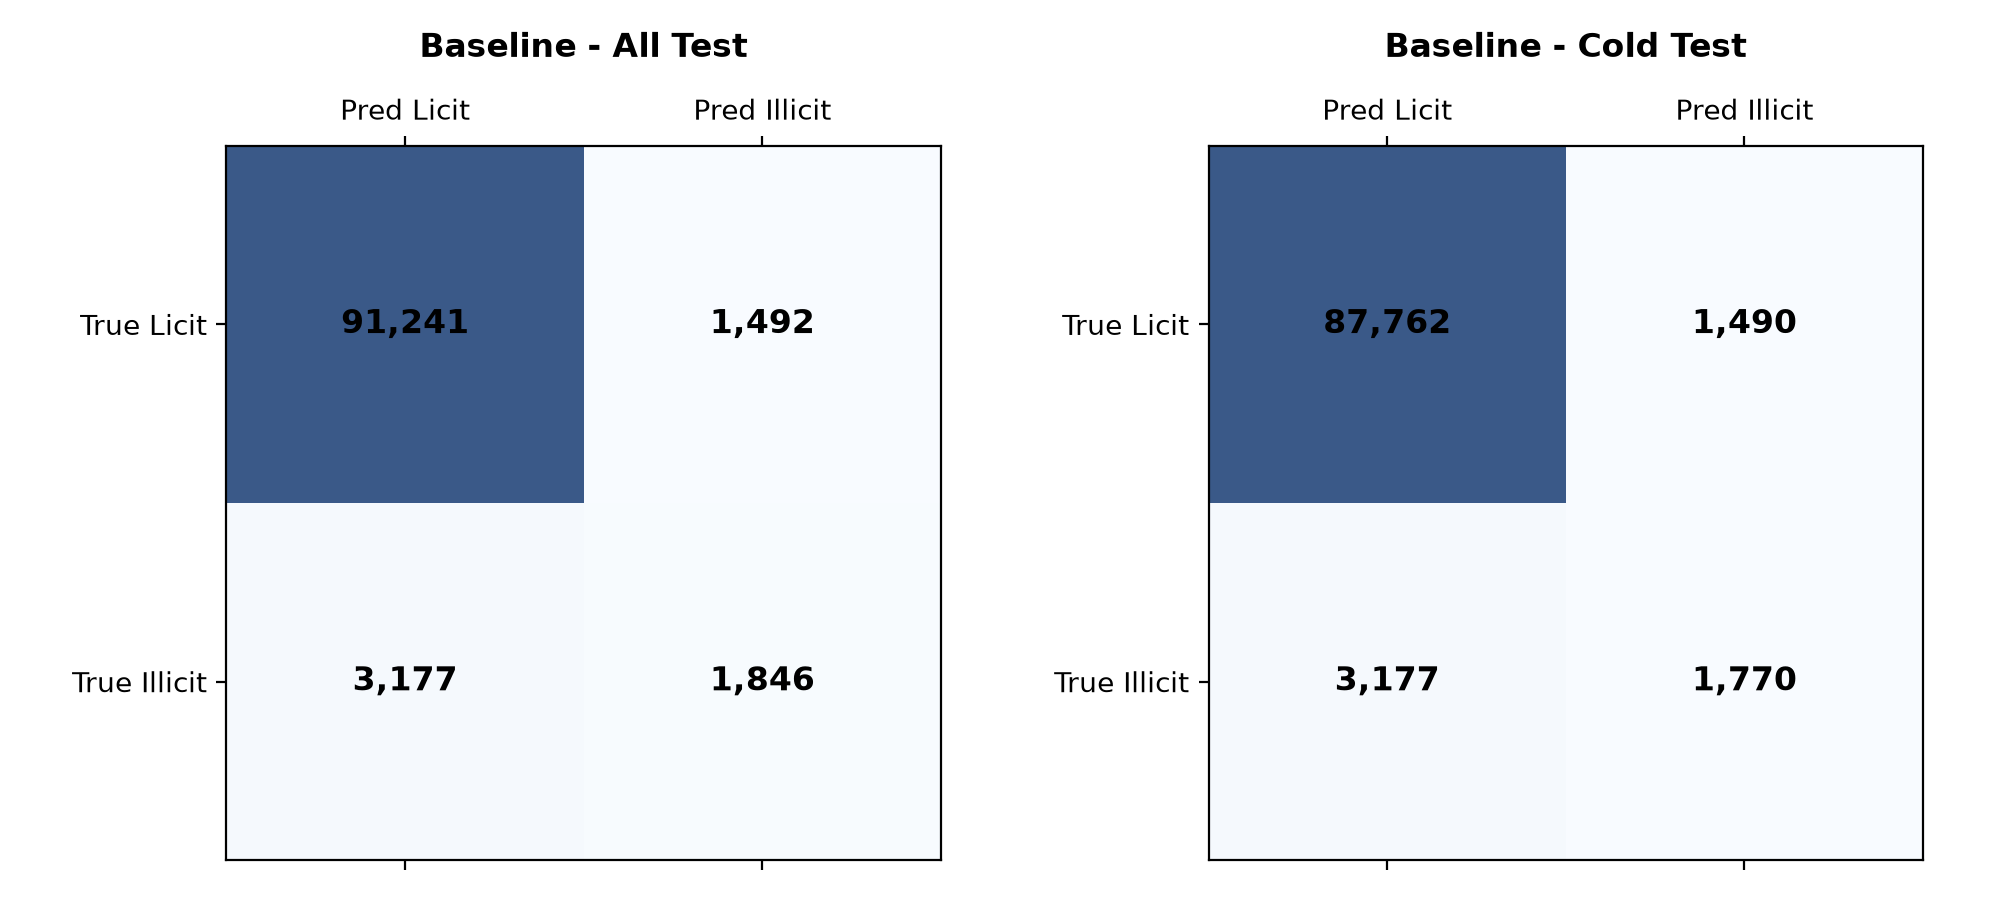 Baseline - All Test
Pred Licit Pred Illicit
True Licit 91,241 1,492
True Illicit 3,177 1,846
Baseline - Cold Test
Pred Licit Pred Illicit
True Licit 87,762 1,490
True Illicit 3,177 1,770